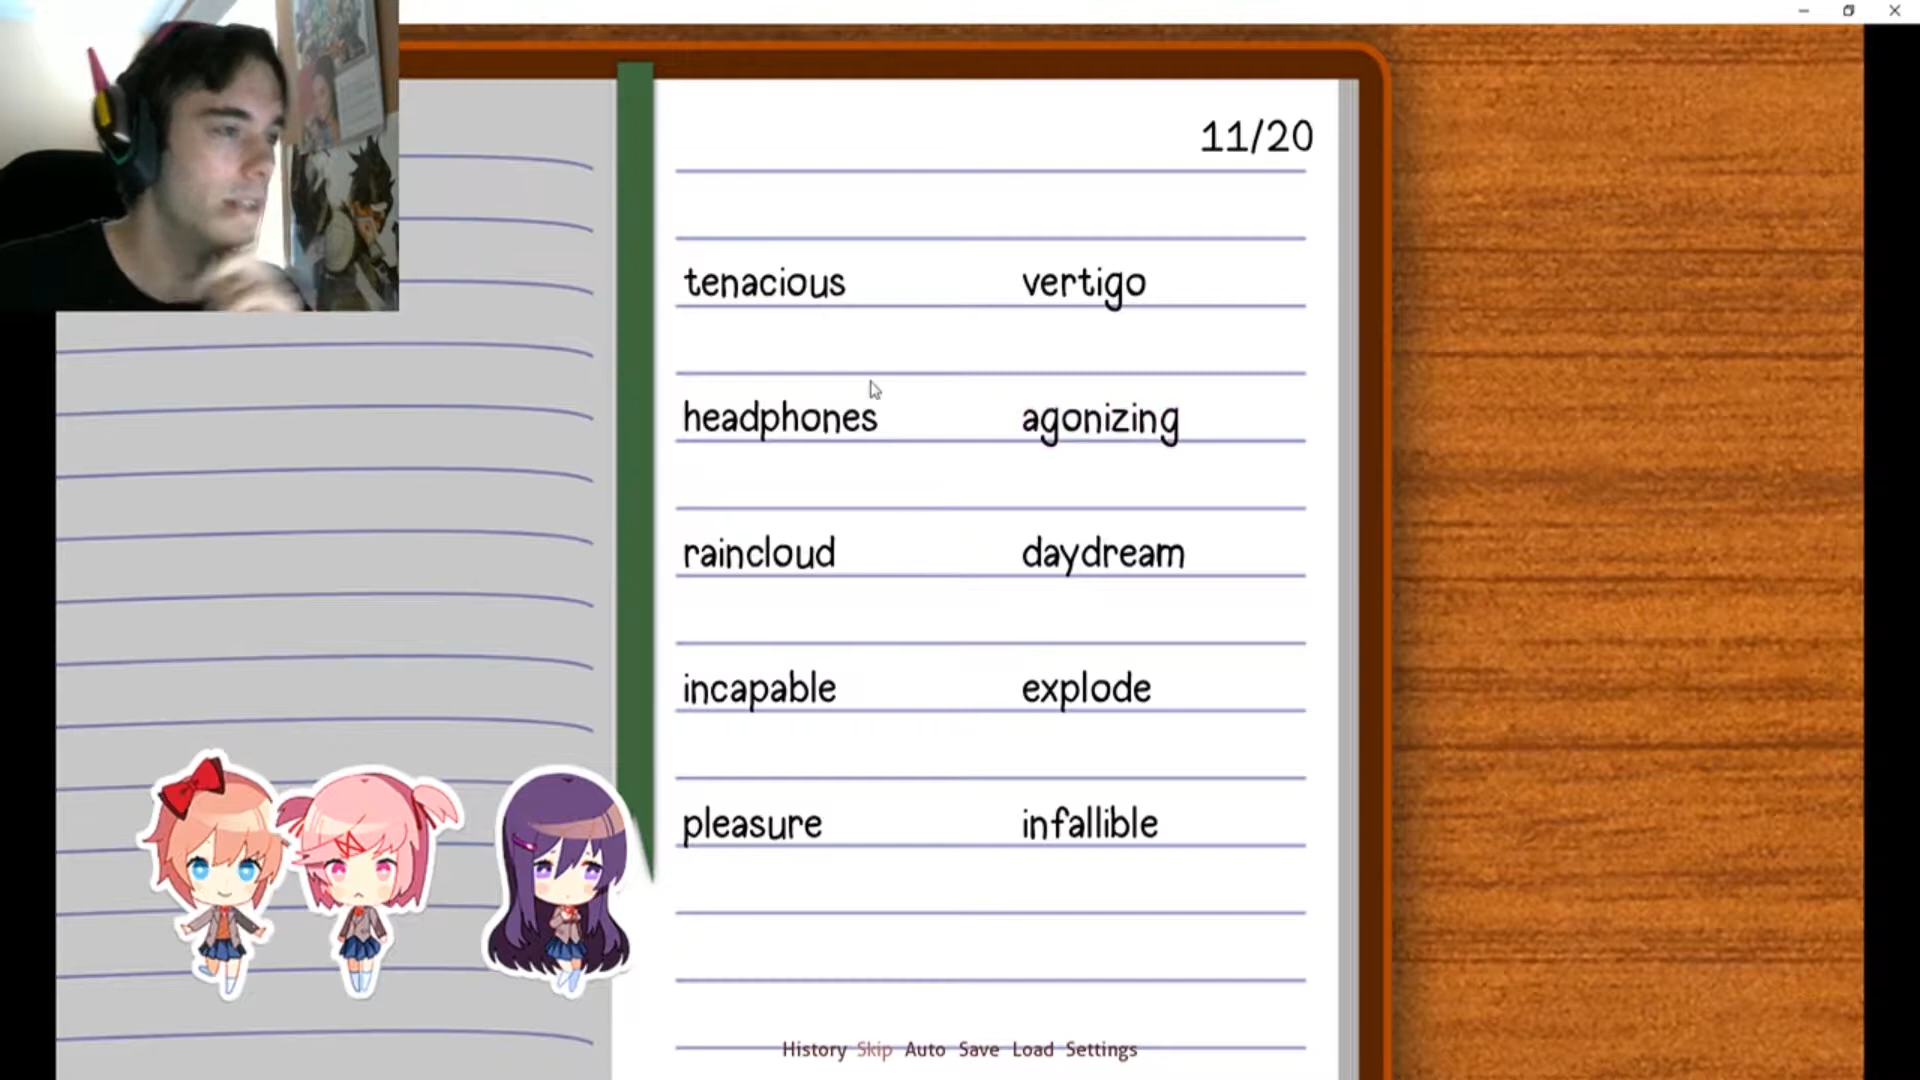 11/20
tenacious vertigo
headphones agonizing
raincloud daydream
incapable explode
pleasure infallible
History Skip Auto Save Load Settings